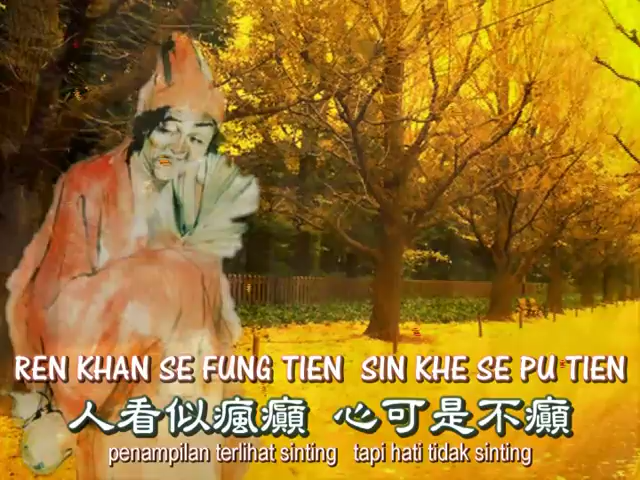 REN KHAN SE FUNG TIEN SIN KHE SE PU TIEN
人看似瘋癲 心可是不癲
penampilan terlihat sinting tapi hati tidak sinting